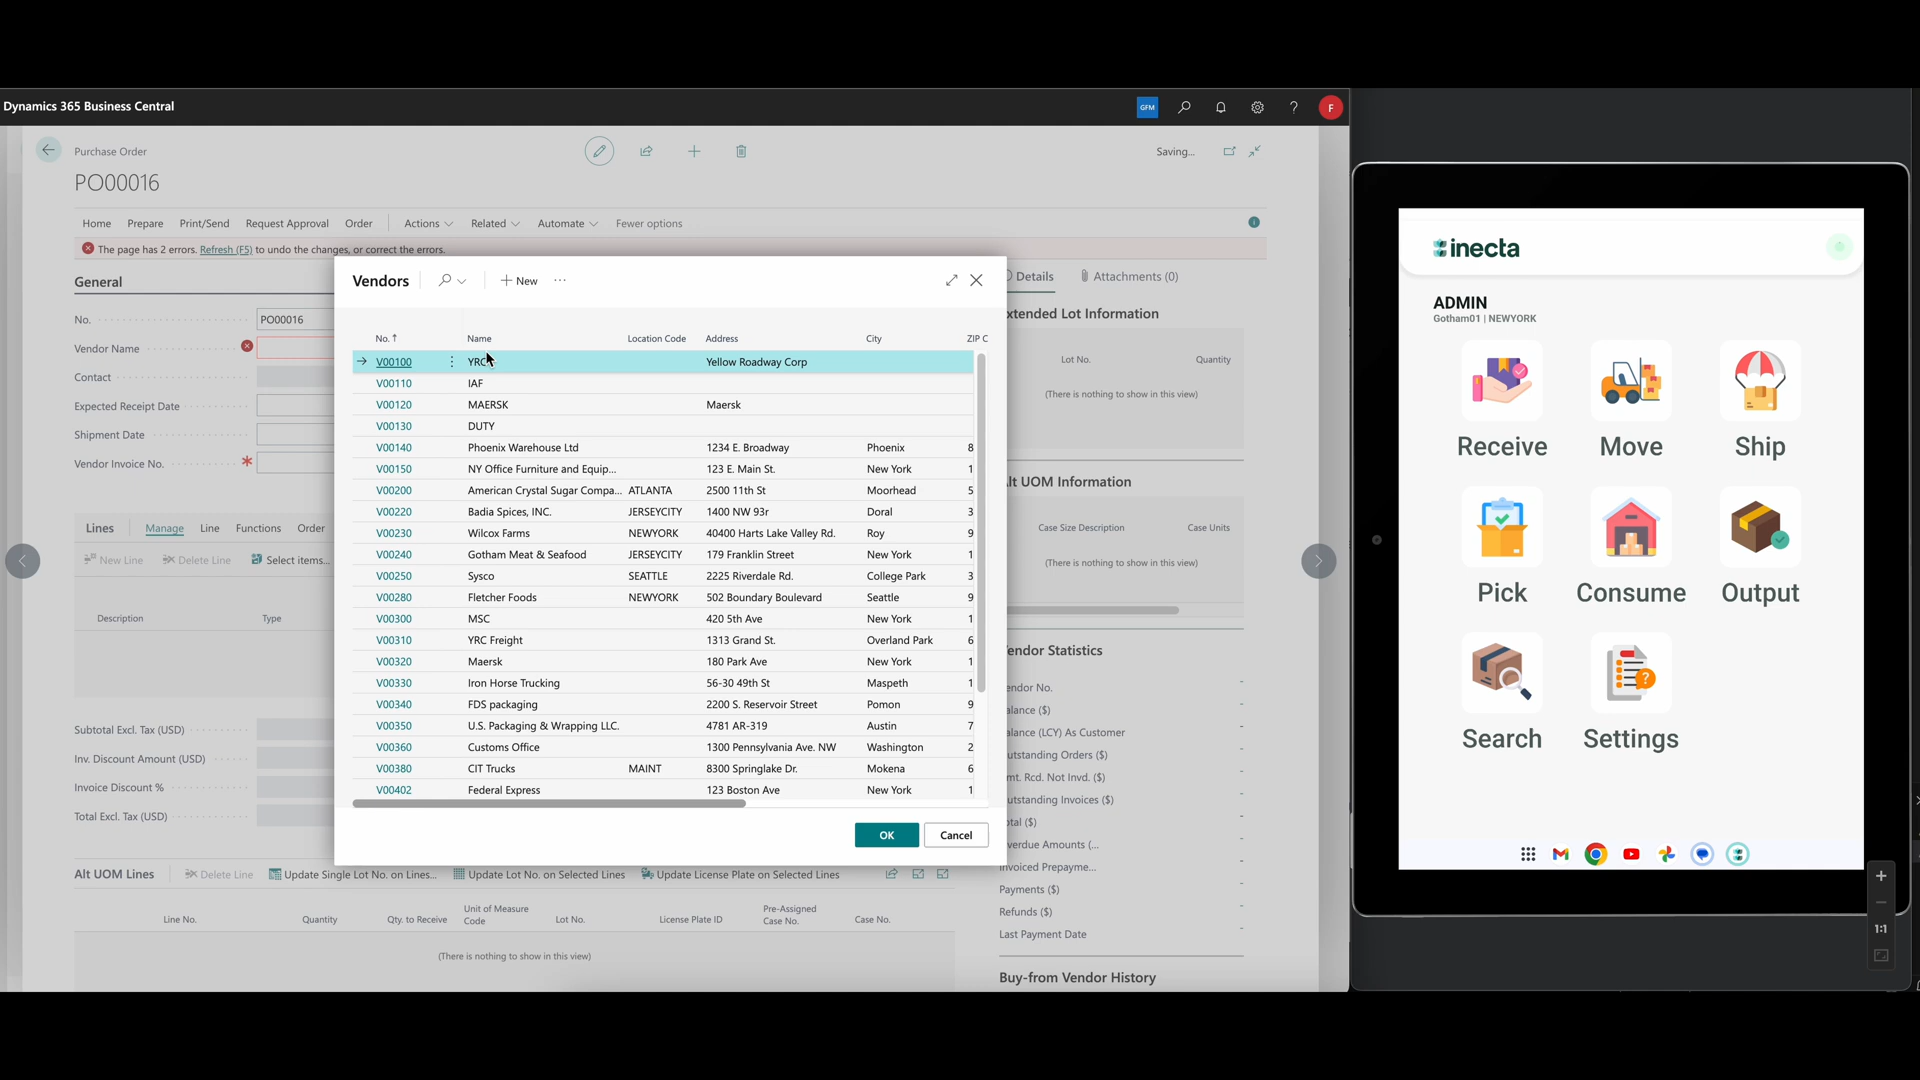 Dynamics 365 Business Central
GFM
?
F
Purchase Order
Saving...
PO00016
Home Prepare Print/Send Request Approval Order Actions Related Automate Fewer options
The page has 2 errors. Refresh (F5) to undo the changes, or correct the errors.
General
No. PO00016
Vendor Name
Contact
Expected Receipt Date
Shipment Date
Vendor Invoice No.
Lines Manage Line Functions Order
New Line Delete Line Select items...
Description Type
Subtotal Excl. Tax (USD)
Inv. Discount Amount (USD)
Invoice Discount %
Total Excl. Tax (USD)
Vendors + New ...
No. ↑ Name Location Code Address City ZIP C
V00100 YRC Yellow Roadway Corp
V00110 IAF
V00120 MAERSK Maersk
V00130 DUTY
V00140 Phoenix Warehouse Ltd 1234 E. Broadway Phoenix 8
V00150 NY Office Furniture and Equip... 123 E. Main St. New York 1
V00200 American Crystal Sugar Compa... ATLANTA 2500 11th St Moorhead 5
V00220 Badia Spices, INC. JERSEYCITY 1400 NW 93r Doral 3
V00230 Wilcox Farms NEWYORK 40400 Harts Lake Valley Rd. Roy 9
V00240 Gotham Meat & Seafood JERSEYCITY 179 Franklin Street New York 1
V00250 Sysco SEATTLE 2225 Riverdale Rd. College Park 3
V00280 Fletcher Foods NEWYORK 502 Boundary Boulevard Seattle 9
V00300 MSC 420 5th Ave New York 1
V00310 YRC Freight 1313 Grand St. Overland Park 6
V00320 Maersk 180 Park Ave New York 1
V00330 Iron Horse Trucking 56-30 49th St Maspeth 1
V00340 FDS packaging 2200 S. Reservoir Street Pomon 9
V00350 U.S. Packaging & Wrapping LLC. 4781 AR-319 Austin 7
V00360 Customs Office 1300 Pennsylvania Ave. NW Washington 2
V00380 CIT Trucks MAINT 8300 Springlake Dr. Mokena 6
V00402 Federal Express 123 Boston Ave New York 1
OK Cancel
Details Attachments (0)
xtended Lot Information
Lot No. Quantity
(There is nothing to show in this view)
lt UOM Information
Case Size Description Case Units
(There is nothing to show in this view)
endor Statistics
endor No. -
alance ($) -
alance (LCY) As Customer -
utstanding Orders ($) -
mt. Rcd. Not Invd. ($) -
utstanding Invoices ($) -
otal ($) -
verdue Amounts (... -
nvoiced Prepayme... -
Payments ($) -
Refunds ($) -
Last Payment Date -
Buy-from Vendor History
Alt UOM Lines Delete Line Update Single Lot No. on Lines... Update Lot No. on Selected Lines Update License Plate on Selected Lines
Line No. Quantity Qty. to Receive Unit of Measure Code Lot No. License Plate ID Pre-Assigned Case No. Case No.
(There is nothing to show in this view)
inecta
ADMIN
Gotham01 | NEWYORK
Receive Move Ship
Pick Consume Output
Search Settings
+
−
1:1